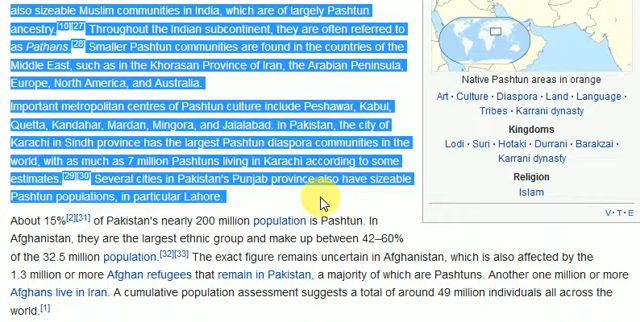 also sizeable Muslim communities in India, which are of largely Pashtun
ancestry.[10][27] Throughout the Indian subcontinent, they are often referred to
as Pathans.[28] Smaller Pashtun communities are found in the countries of the
Middle East, such as in the Khorasan Province of Iran, the Arabian Peninsula,
Europe, North America, and Australia.
Important metropolitan centres of Pashtun culture include Peshawar, Kabul,
Quetta, Kandahar, Mardan, Mingora, and Jalalabad. In Pakistan, the city of
Karachi in Sindh province has the largest Pashtun diaspora communities in the
world, with as much as 7 million Pashtuns living in Karachi according to some
estimates.[29][30] Several cities in Pakistan's Punjab province also have sizeable
Pashtun populations, in particular Lahore.
About 15%[2][31] of Pakistan's nearly 200 million population is Pashtun. In
Afghanistan, they are the largest ethnic group and make up between 42–60%
of the 32.5 million population.[32][33] The exact figure remains uncertain in Afghanistan, which is also affected by the
1.3 million or more Afghan refugees that remain in Pakistan, a majority of which are Pashtuns. Another one million or more
Afghans live in Iran. A cumulative population assessment suggests a total of around 49 million individuals all across the
world.[1]
Native Pashtun areas in orange
Art · Culture · Diaspora · Land · Language ·
Tribes · Karrani dynasty
Kingdoms
Lodi · Suri · Hotaki · Durrani · Barakzai ·
Karrani dynasty
Religion
Islam
V · T · E